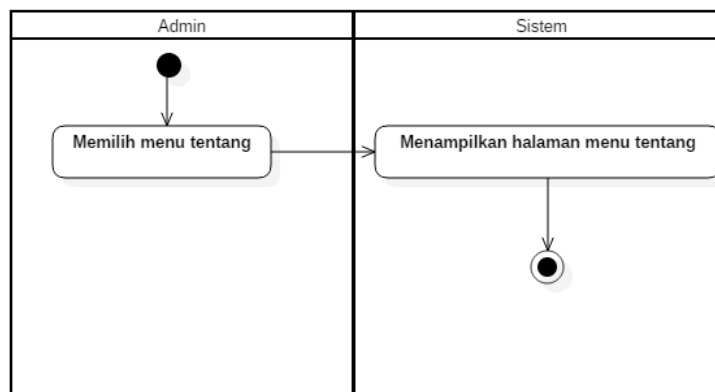 Admin
Sistem
Memilih menu tentang
Menampilkan halaman menu tentang